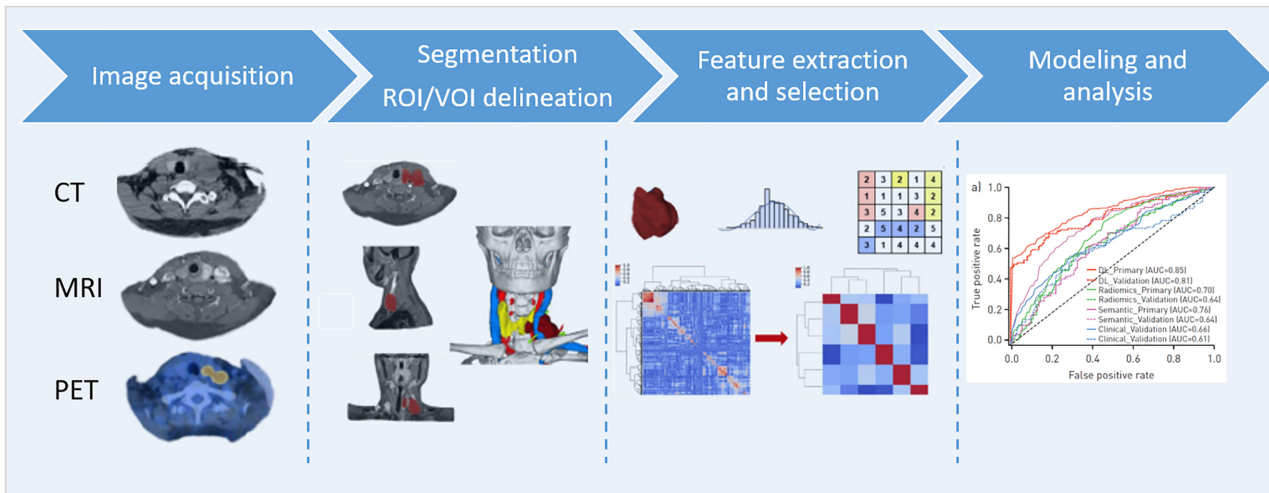 Image acquisition
Segmentation
ROI/VOI delineation
Feature extraction
and selection
Modeling and
analysis
CT
MRI
PET
2 3 2 1 4
1 1 1 3 2
3 5 3 4 2
2 5 4 2 5
3 1 4 4 4
a)
True positive rate
1.0
0.8
0.6
0.4
0.2
0.0
DL_Primary [AUC=0.85]
DL_Validation [AUC=0.81]
Radiomics_Primary [AUC=0.70]
Radiomics_Validation [AUC=0.64]
Semantic_Primary [AUC=0.76]
Semantic_Validation [AUC=0.64]
Clinical_Validation [AUC=0.66]
Clinical_Validation [AUC=0.61]
0.0 0.2 0.4 0.6 0.8 1.0
False positive rate